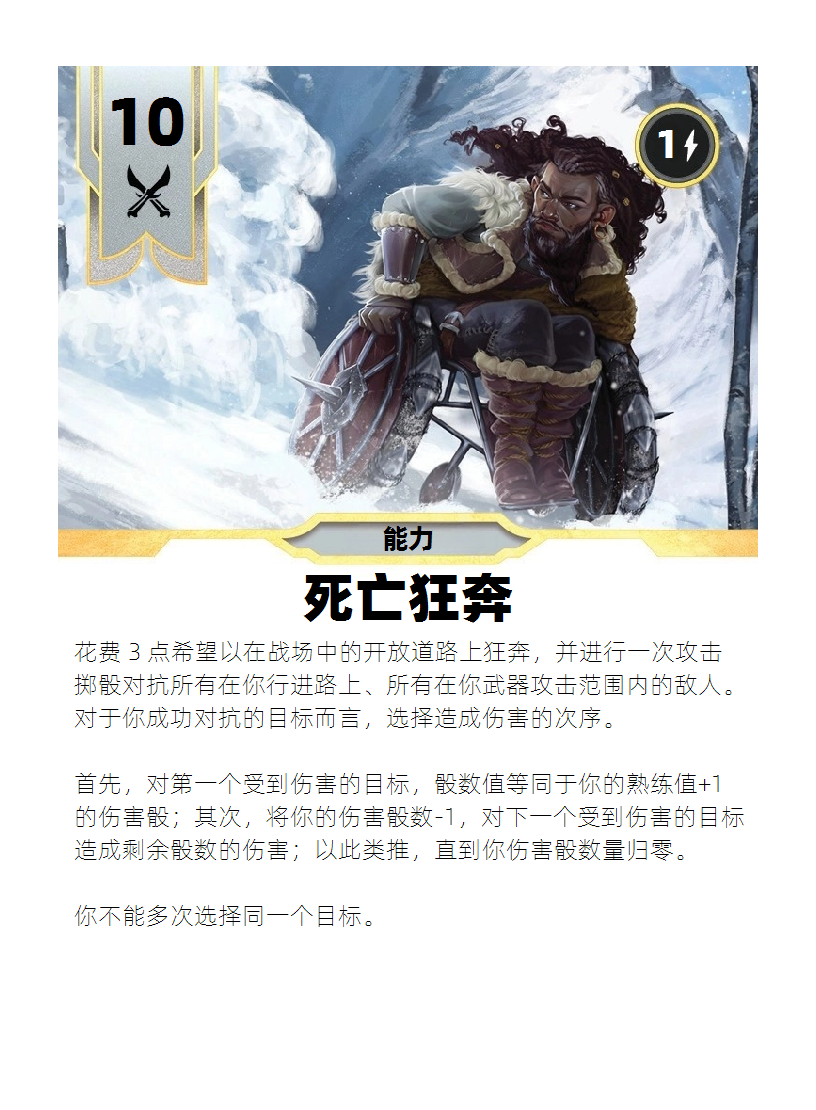 10
1
能力
死亡狂奔
花费 3 点希望以在战场中的开放道路上狂奔，并进行一次攻击
掷骰对抗所有在你行进路上、所有在你武器攻击范围内的敌人。
对于你成功对抗的目标而言，选择造成伤害的次序。
首先，对第一个受到伤害的目标，骰数值等同于你的熟练值+1
的伤害骰；其次，将你的伤害骰数-1，对下一个受到伤害的目标
造成剩余骰数的伤害；以此类推，直到你伤害骰数量归零。
你不能多次选择同一个目标。